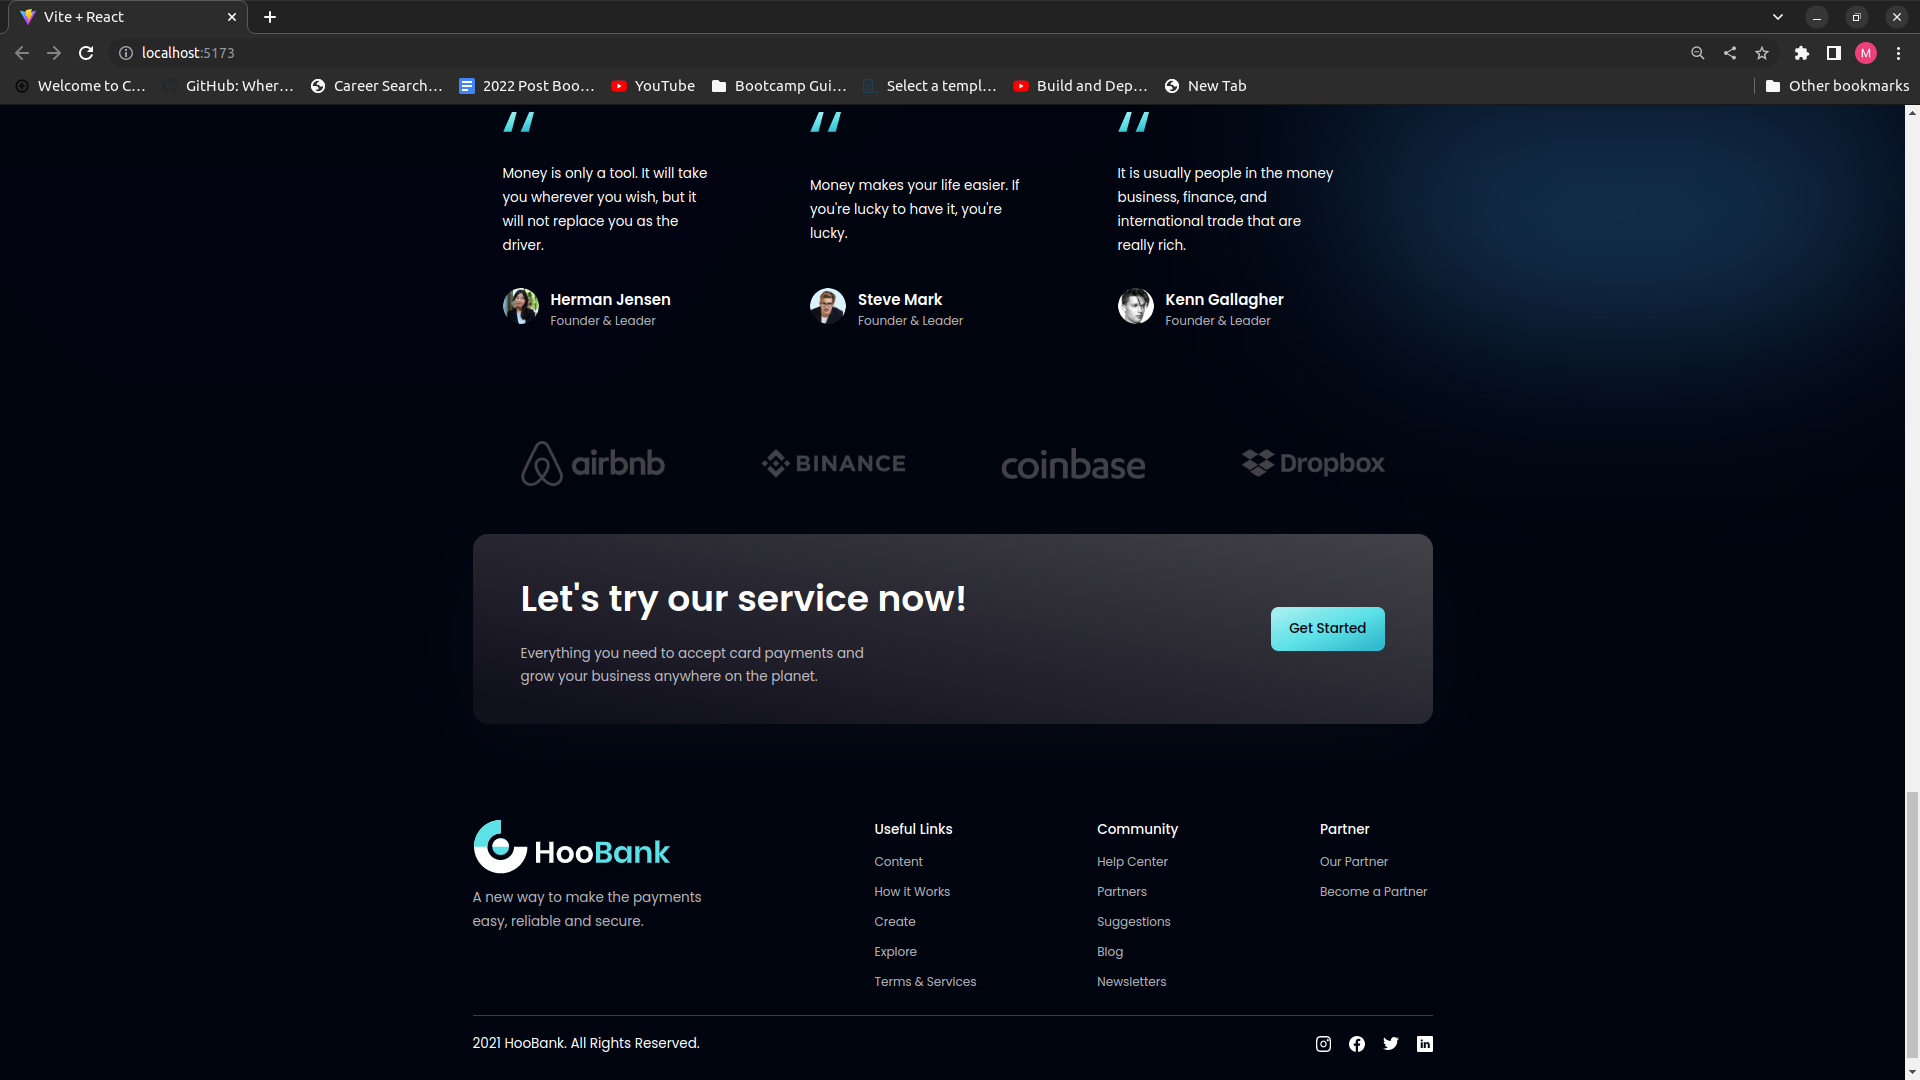 Vite + React
localhost:5173
M
Welcome to C...
GitHub: Wher...
Career Search...
2022 Post Boo...
YouTube
Bootcamp Gui...
Select a templ...
Build and Dep...
New Tab
Other bookmarks
Money is only a tool. It will take
you wherever you wish, but it
will not replace you as the
driver.
Herman Jensen
Founder & Leader
Money makes your life easier. If
you're lucky to have it, you're
lucky.
Steve Mark
Founder & Leader
It is usually people in the money
business, finance, and
international trade that are
really rich.
Kenn Gallagher
Founder & Leader
airbnb
BINANCE
coinbase
Dropbox
Let's try our service now!
Everything you need to accept card payments and
grow your business anywhere on the planet.
Get Started
HooBank
A new way to make the payments
easy, reliable and secure.
Useful Links
Content
How it Works
Create
Explore
Terms & Services
Community
Help Center
Partners
Suggestions
Blog
Newsletters
Partner
Our Partner
Become a Partner
2021 HooBank. All Rights Reserved.
in